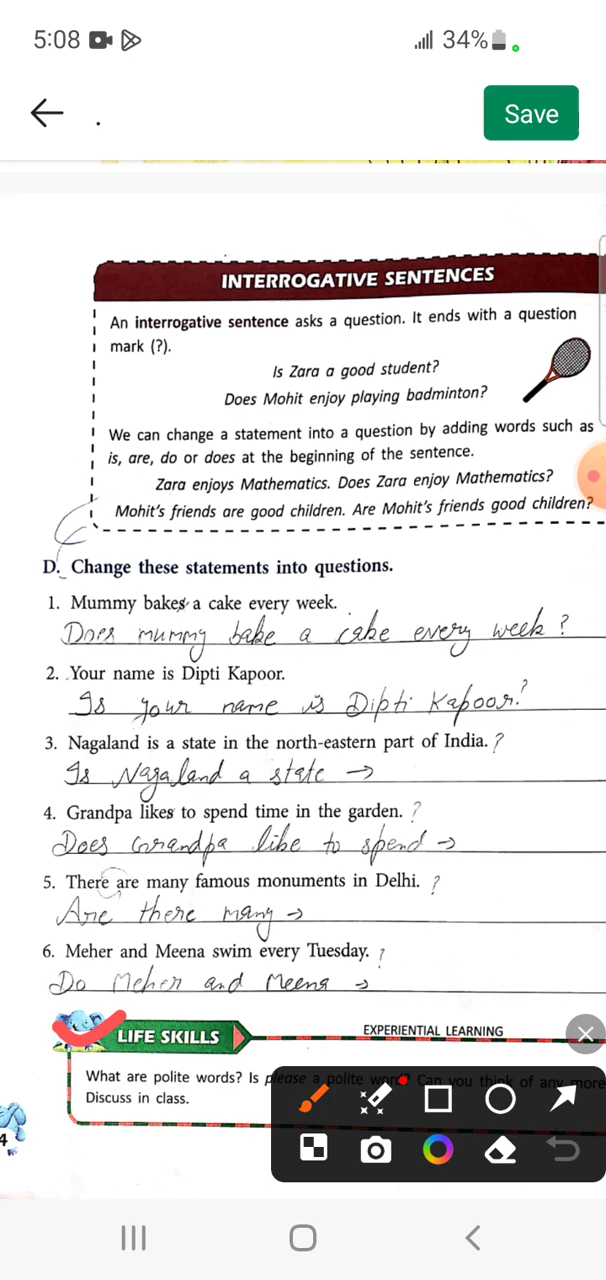 5:08
34%
.
Save
INTERROGATIVE SENTENCES
An interrogative sentence asks a question. It ends with a question
mark (?).
Is Zara a good student?
Does Mohit enjoy playing badminton?
We can change a statement into a question by adding words such as
is, are, do or does at the beginning of the sentence.
Zara enjoys Mathematics. Does Zara enjoy Mathematics?
Mohit's friends are good children. Are Mohit's friends good children?
D. Change these statements into questions.
1. Mummy bakes a cake every week.
Does mummy bake a cake every week ?
2. Your name is Dipti Kapoor.
Is your name is Dipti Kapoor?
3. Nagaland is a state in the north-eastern part of India. ?
Is Nagaland a state →
4. Grandpa likes to spend time in the garden. ?
Does Grandpa like to spend →
5. There are many famous monuments in Delhi. ?
Are there many →
6. Meher and Meena swim every Tuesday. ?
Do Meher and Meena →
LIFE SKILLS
EXPERIENTIAL LEARNING
What are polite words? Is please a polite word? Can you think of any more
Discuss in class.
4